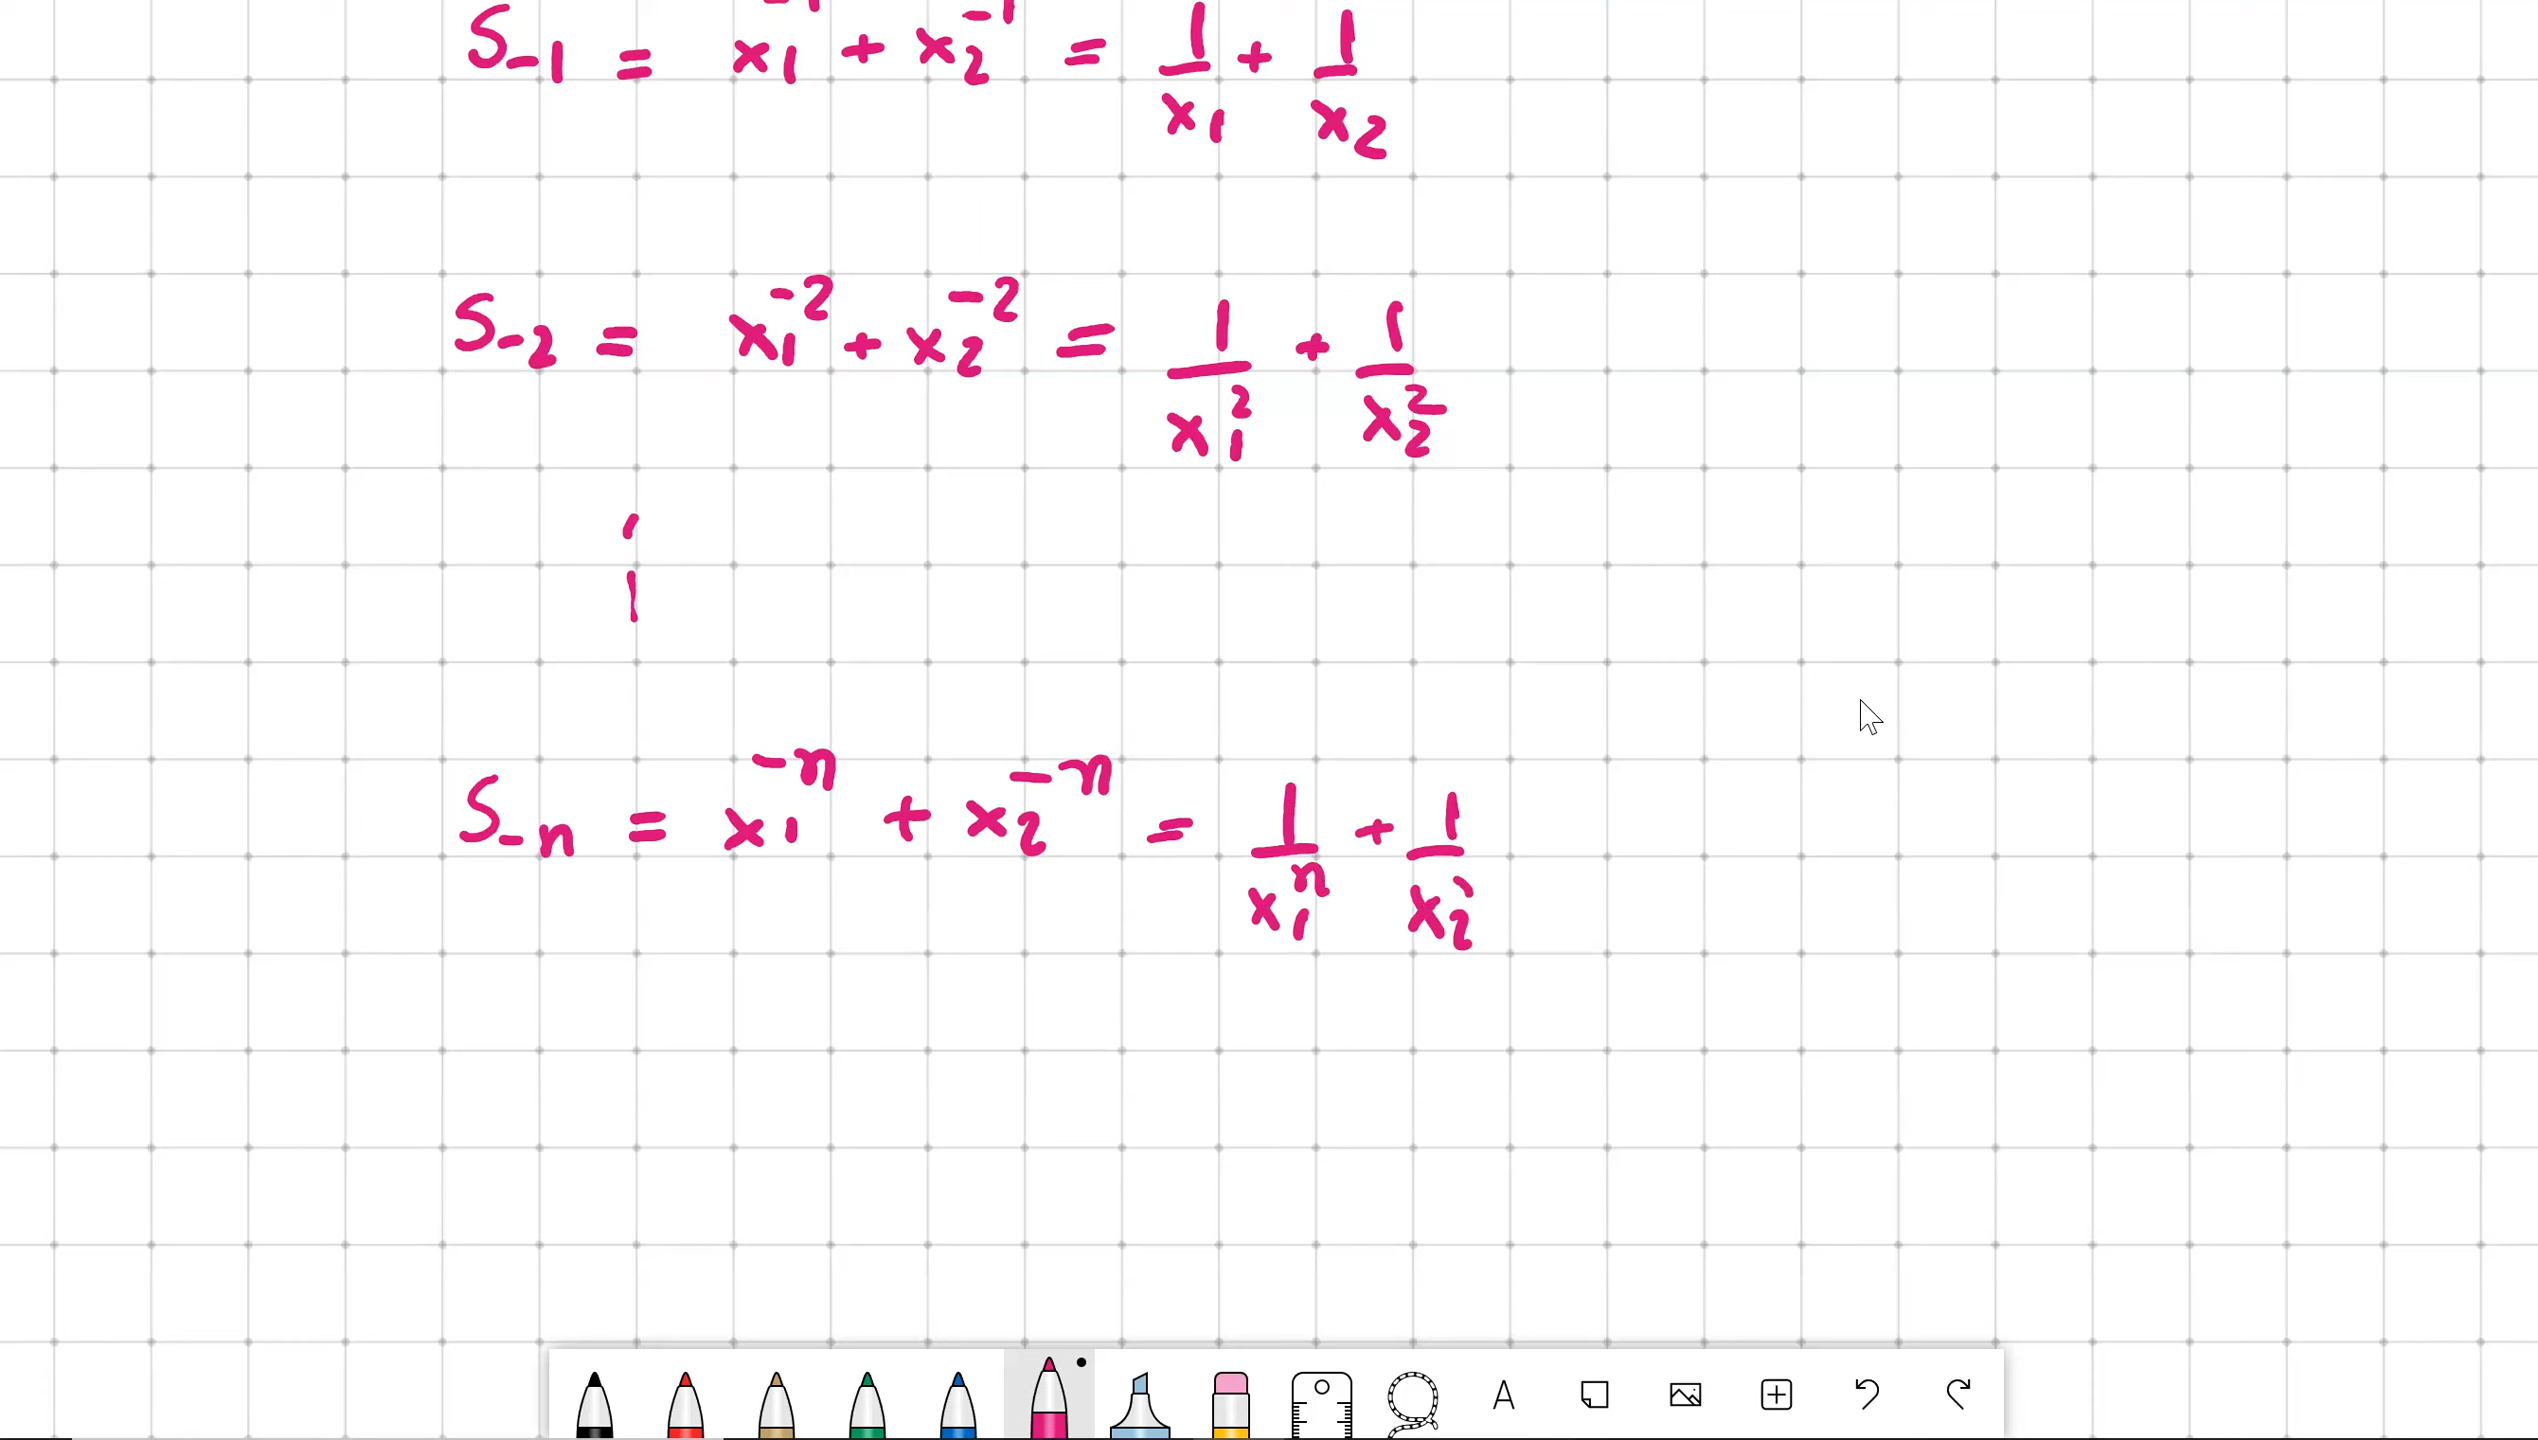 S₋₁ = x₁⁻¹ + x₂⁻¹ = 1/x₁ + 1/x₂
S₋₂ = x₁⁻² + x₂⁻² = 1/x₁² + 1/x₂²
S₋ₙ = x₁⁻ⁿ + x₂⁻ⁿ = 1/x₁ⁿ + 1/x₂
A